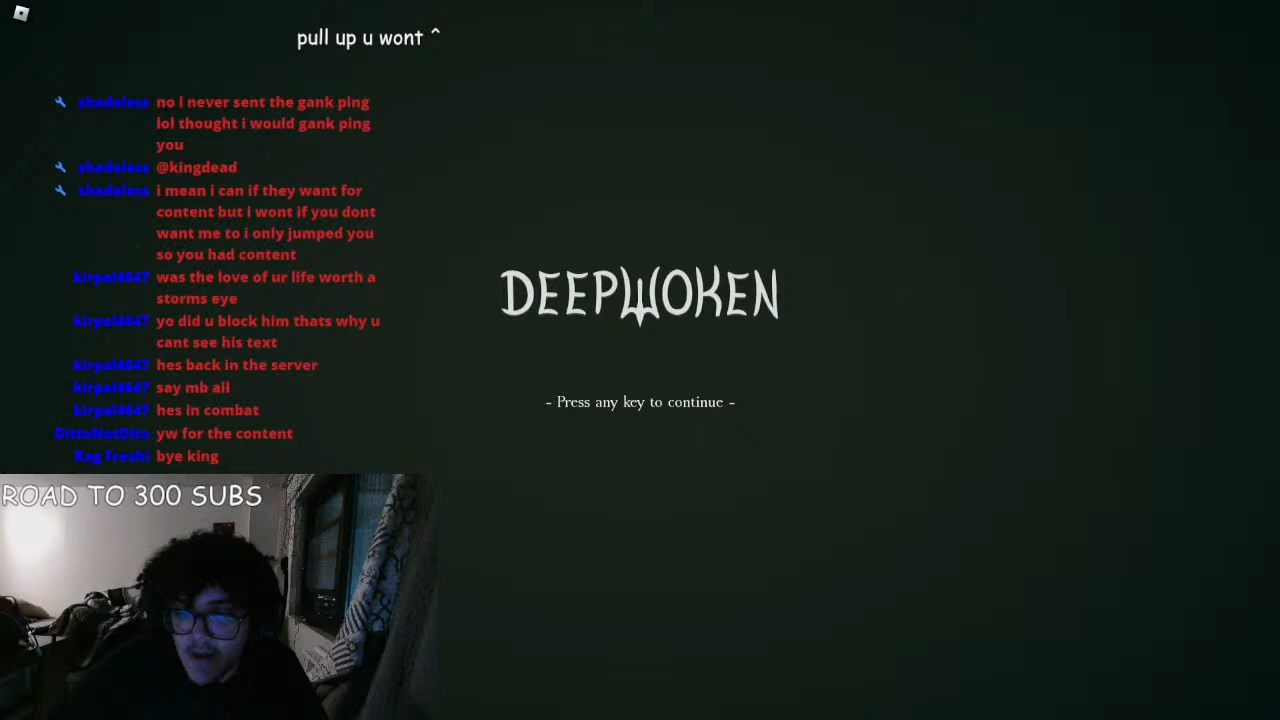 pull up u wont ^
shadeless no i never sent the gank ping
lol thought i would gank ping
you
shadeless @kingdead
shadeless i mean i can if they want for
content but i wont if you dont
want me to i only jumped you
so you had content
kirpal4647 was the love of ur life worth a
storms eye
kirpal4647 yo did u block him thats why u
cant see his text
kirpal4647 hes back in the server
kirpal4647 say mb all
kirpal4647 hes in combat
DittoNotDito yw for the content
Rag Freshi bye king
DEEPWOKEN
- Press any key to continue -
ROAD TO 300 SUBS